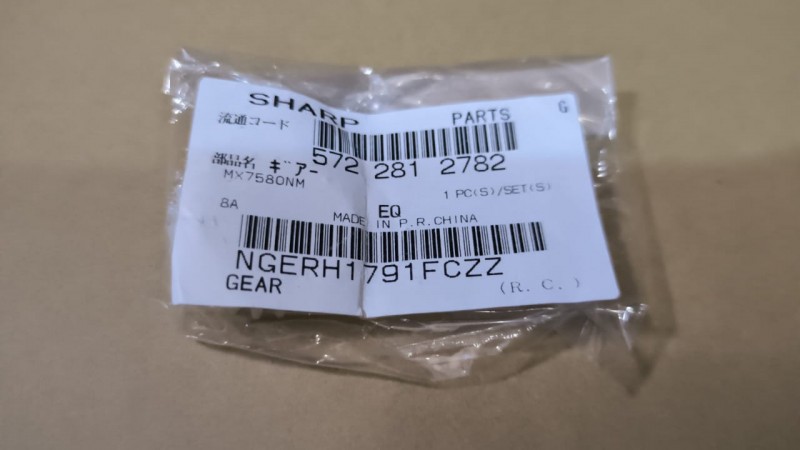 SHARP PARTS G
流通コード
572 281 2782
部品名 ギアー
MX7580NM
1 PC(S)/SET(S)
8A EQ
MADE IN P.R.CHINA
NGERH1791FCZZ
GEAR (R.C.)